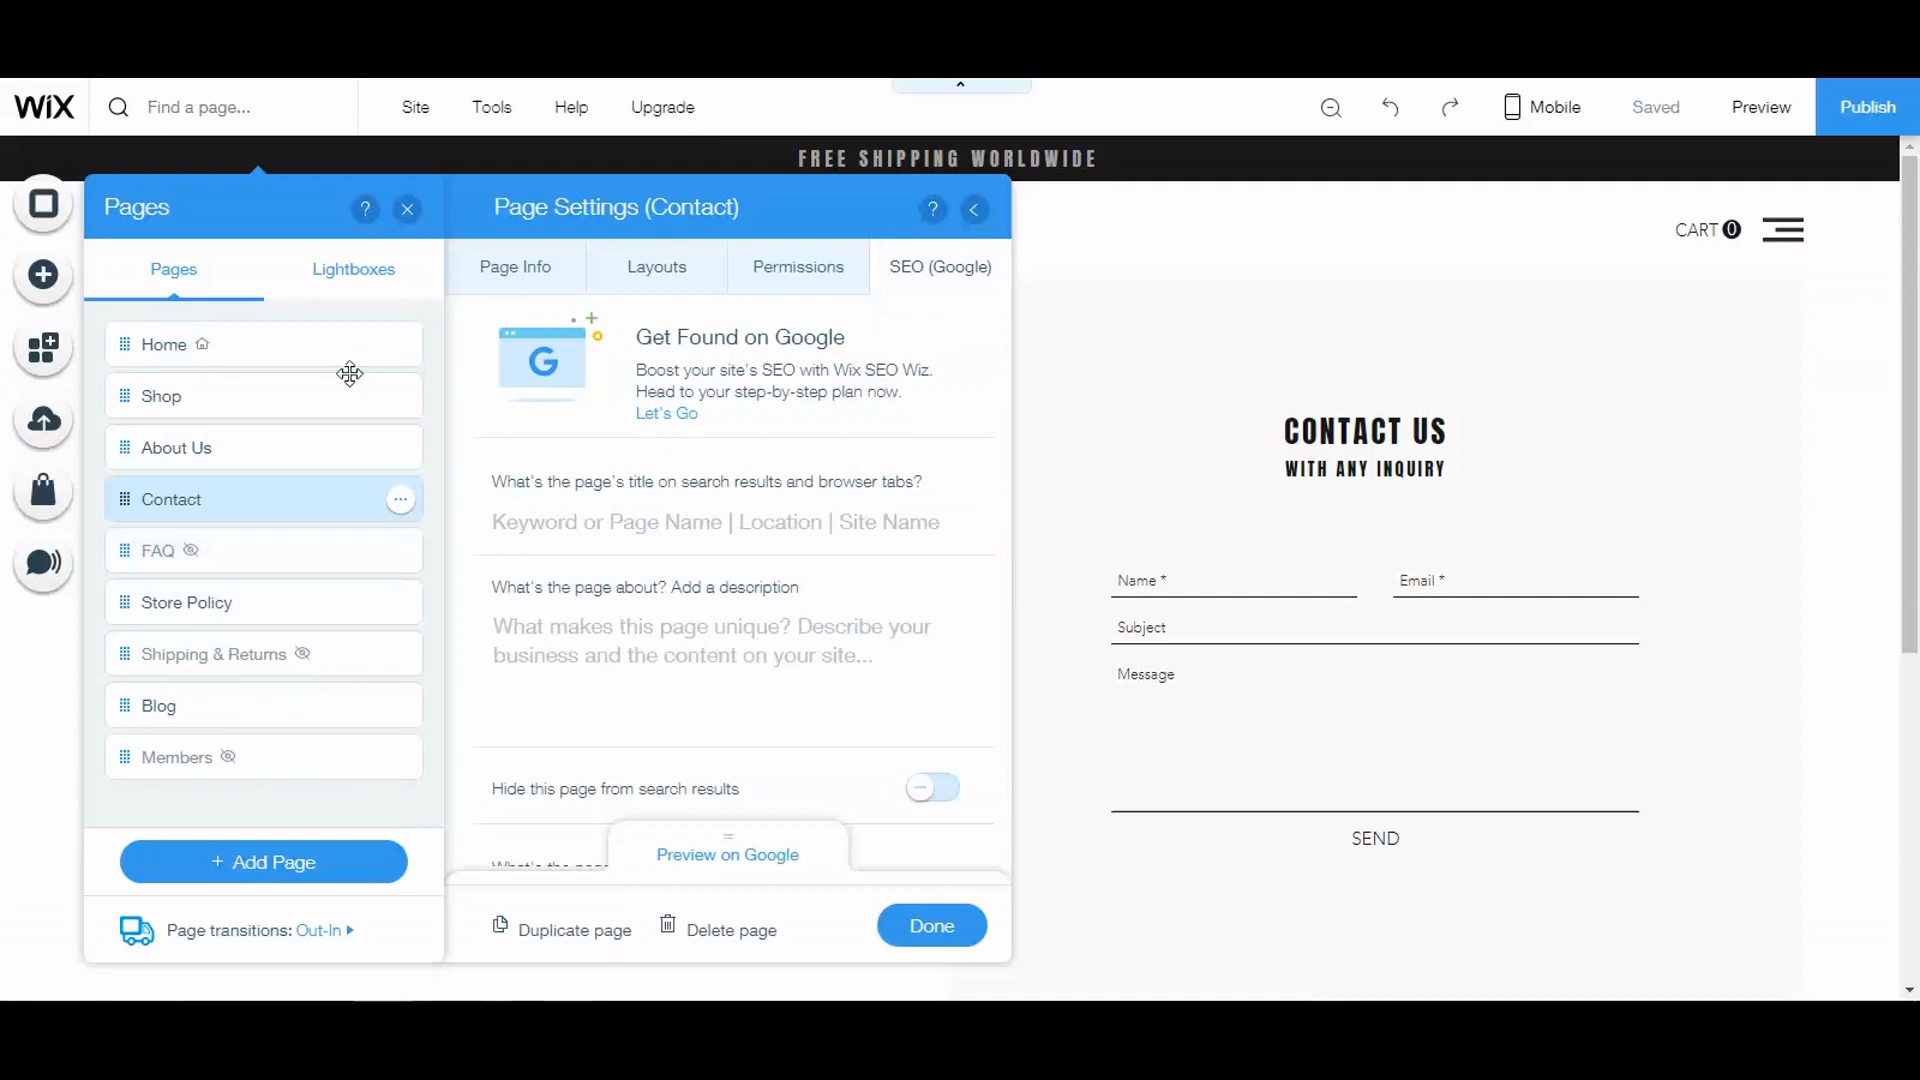 WiX
Find a page...
Site
Tools
Help
Upgrade
Mobile
Saved
Preview
Publish
FREE SHIPPING WORLDWIDE
Pages
?
Page Settings (Contact)
?
CART 0
Pages
Lightboxes
Page Info
Layouts
Permissions
SEO (Google)
Home
Shop
About Us
Contact
FAQ
Store Policy
Shipping & Returns
Blog
Members
+ Add Page
Page transitions: Out-In
G
Get Found on Google
Boost your site's SEO with Wix SEO Wiz.
Head to your step-by-step plan now.
Let's Go
What's the page's title on search results and browser tabs?
Keyword or Page Name | Location | Site Name
What's the page about? Add a description
What makes this page unique? Describe your
business and the content on your site...
Hide this page from search results
What's the page
Preview on Google
Duplicate page
Delete page
Done
CONTACT US
WITH ANY INQUIRY
Name *
Email *
Subject
Message
SEND